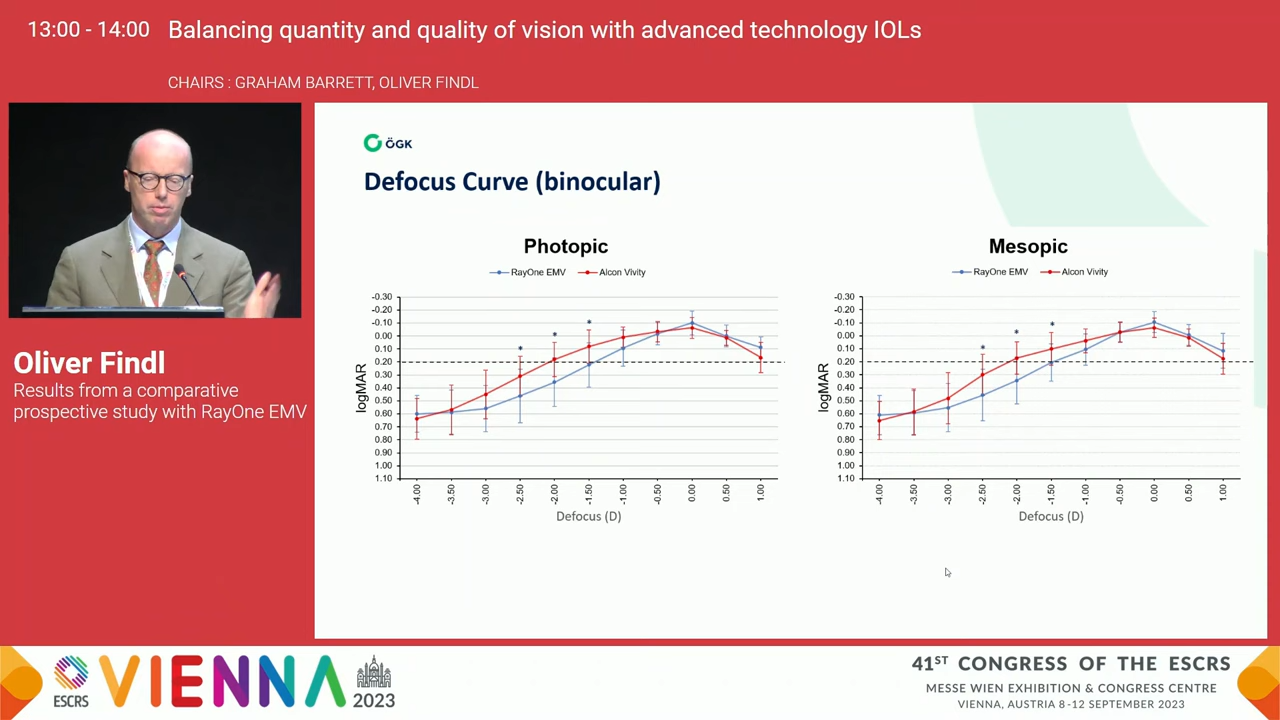 13:00 - 14:00 Balancing quantity and quality of vision with advanced technology IOLs
CHAIRS : GRAHAM BARRETT, OLIVER FINDL
Oliver Findl
Results from a comparative
prospective study with RayOne EMV
ÖGK
Defocus Curve (binocular)
Photopic
RayOne EMV Alcon Vivity
logMAR
-0.30
-0.20
-0.10
0.00
0.10
0.20
0.30
0.40
0.50
0.60
0.70
0.80
0.90
1.00
1.10
* * *
-4.00 -3.50 -3.00 -2.50 -2.00 -1.50 -1.00 -0.50 0.00 0.50 1.00
Defocus (D)
Mesopic
RayOne EMV Alcon Vivity
logMAR
-0.30
-0.20
-0.10
0.00
0.10
0.20
0.30
0.40
0.50
0.60
0.70
0.80
0.90
1.00
1.10
* * *
-4.00 -3.50 -3.00 -2.50 -2.00 -1.50 -1.00 -0.50 0.00 0.50 1.00
Defocus (D)
ESCRS
VIENNA
2023
41ST CONGRESS OF THE ESCRS
MESSE WIEN EXHIBITION & CONGRESS CENTRE
VIENNA, AUSTRIA 8 -12 SEPTEMBER 2023